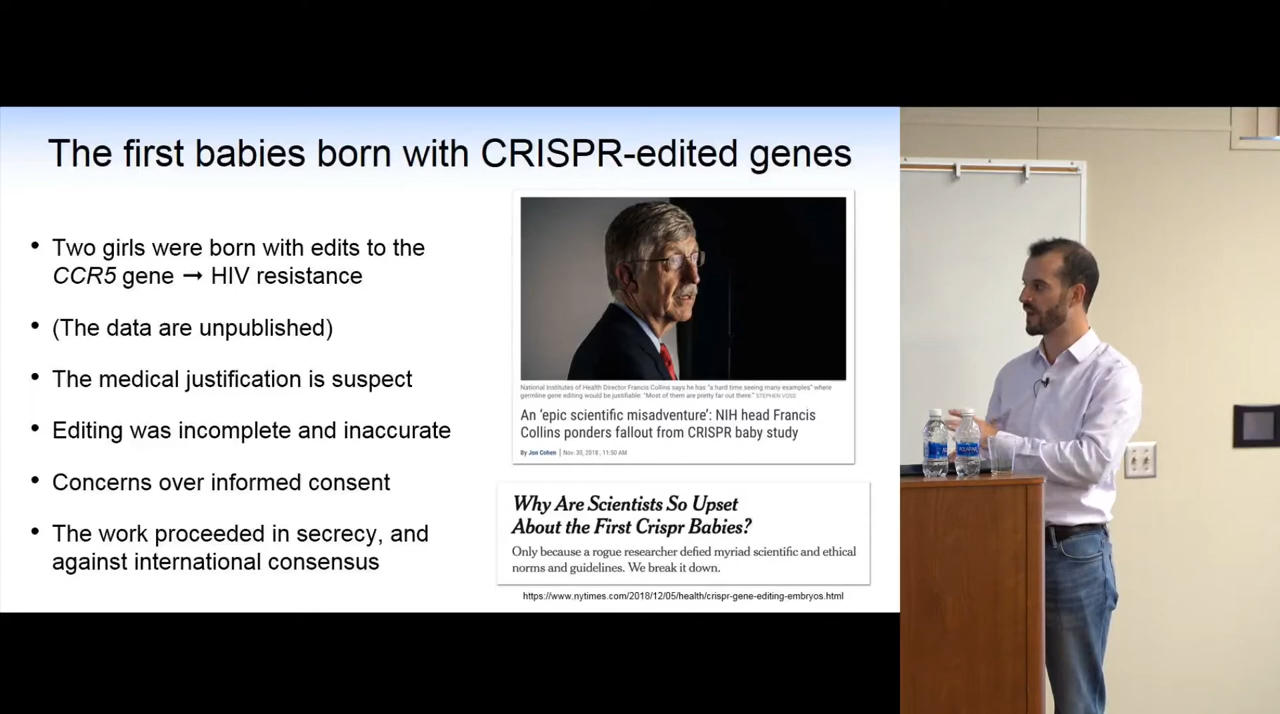 The first babies born with CRISPR-edited genes
• Two girls were born with edits to the
CCR5 gene → HIV resistance
• (The data are unpublished)
• The medical justification is suspect
• Editing was incomplete and inaccurate
• Concerns over informed consent
• The work proceeded in secrecy, and
against international consensus
National Institutes of Health Director Francis Collins says he has "a hard time seeing many examples" where
germline gene editing would be justifiable: "Most of them are pretty far out there." STEPHEN VOSS
An ‘epic scientific misadventure’: NIH head Francis
Collins ponders fallout from CRISPR baby study
By Jon Cohen | Nov. 30, 2018 , 11:50 AM
Why Are Scientists So Upset
About the First Crispr Babies?
Only because a rogue researcher defied myriad scientific and ethical
norms and guidelines. We break it down.
https://www.nytimes.com/2018/12/05/health/crispr-gene-editing-embryos.html